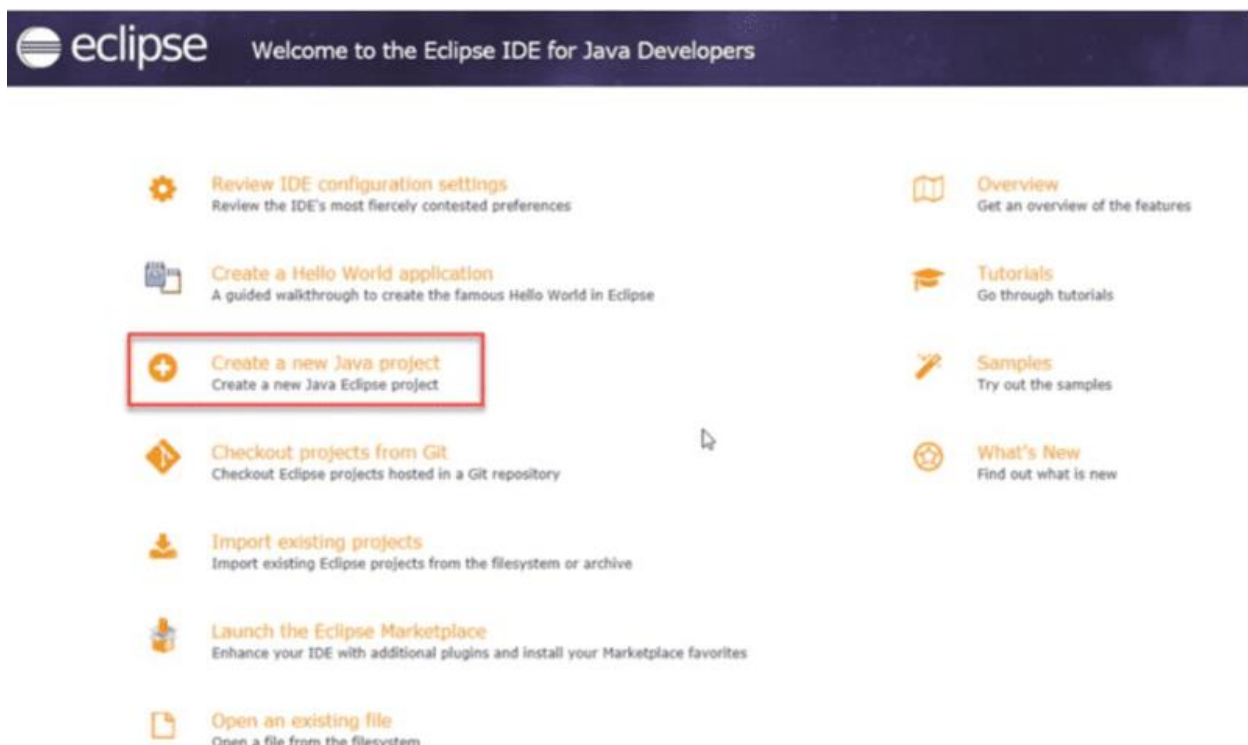 eclipse Welcome to the Eclipse IDE for Java Developers
Review IDE configuration settings
Review the IDE's most fiercely contested preferences
Create a Hello World application
A guided walkthrough to create the famous Hello World in Eclipse
Create a new Java project
Create a new Java Eclipse project
Checkout projects from Git
Checkout Eclipse projects hosted in a Git repository
Import existing projects
Import existing Eclipse projects from the filesystem or archive
Launch the Eclipse Marketplace
Enhance your IDE with additional plugins and install your Marketplace favorites
Open an existing file
Open a file from the filesystem
Overview
Get an overview of the features
Tutorials
Go through tutorials
Samples
Try out the samples
What's New
Find out what is new